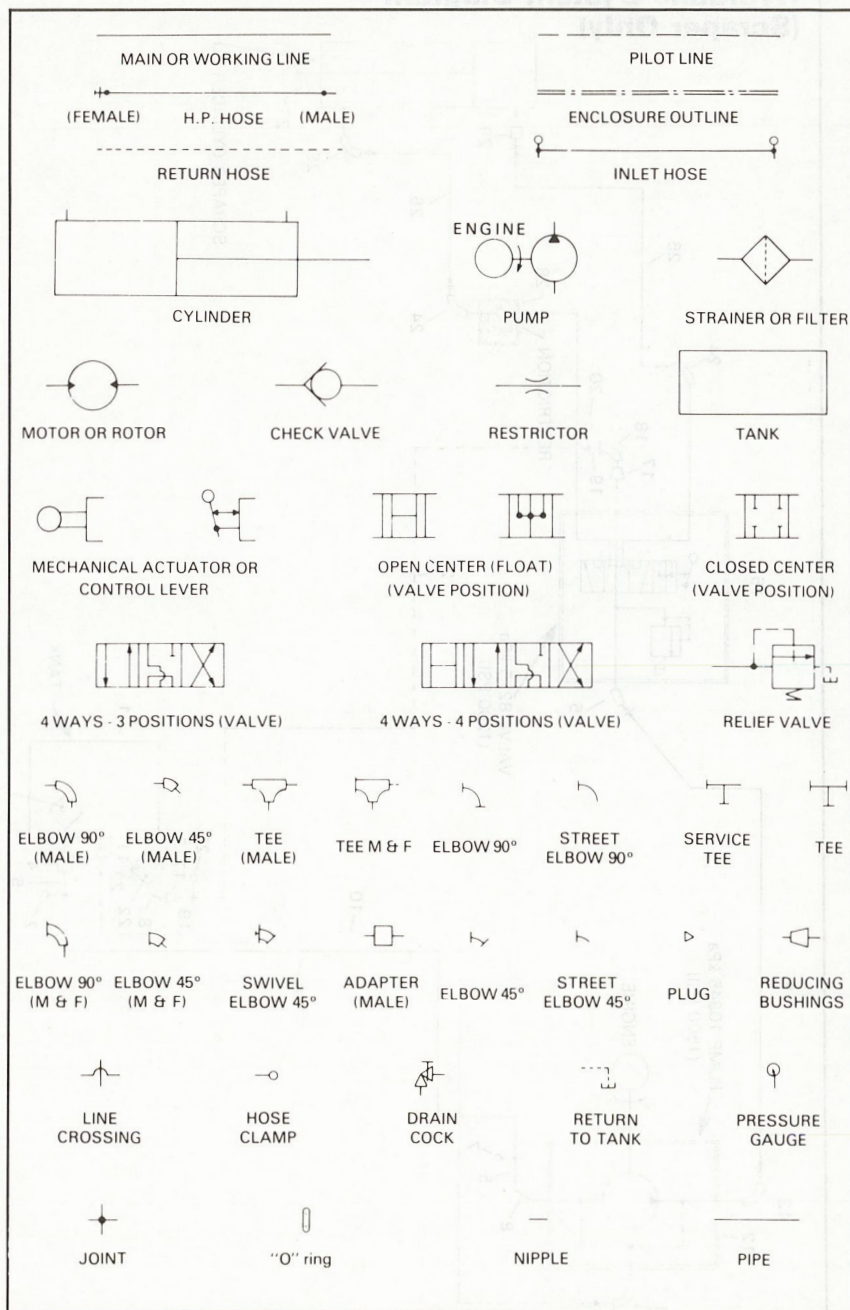 MAIN OR WORKING LINE
PILOT LINE
(FEMALE) H.P. HOSE (MALE)
ENCLOSURE OUTLINE
RETURN HOSE
INLET HOSE
ENGINE
CYLINDER
PUMP
STRAINER OR FILTER
MOTOR OR ROTOR
CHECK VALVE
RESTRICTOR
TANK
MECHANICAL ACTUATOR OR
CONTROL LEVER
OPEN CENTER (FLOAT)
(VALVE POSITION)
CLOSED CENTER
(VALVE POSITION)
4 WAYS - 3 POSITIONS (VALVE)
4 WAYS - 4 POSITIONS (VALVE)
RELIEF VALVE
ELBOW 90°
(MALE)
ELBOW 45°
(MALE)
TEE
(MALE)
TEE M & F
ELBOW 90°
STREET
ELBOW 90°
SERVICE
TEE
TEE
ELBOW 90°
(M & F)
ELBOW 45°
(M & F)
SWIVEL
ELBOW 45°
ADAPTER
(MALE)
ELBOW 45°
STREET
ELBOW 45°
PLUG
REDUCING
BUSHINGS
LINE
CROSSING
HOSE
CLAMP
DRAIN
COCK
RETURN
TO TANK
PRESSURE
GAUGE
JOINT
"O" ring
NIPPLE
PIPE